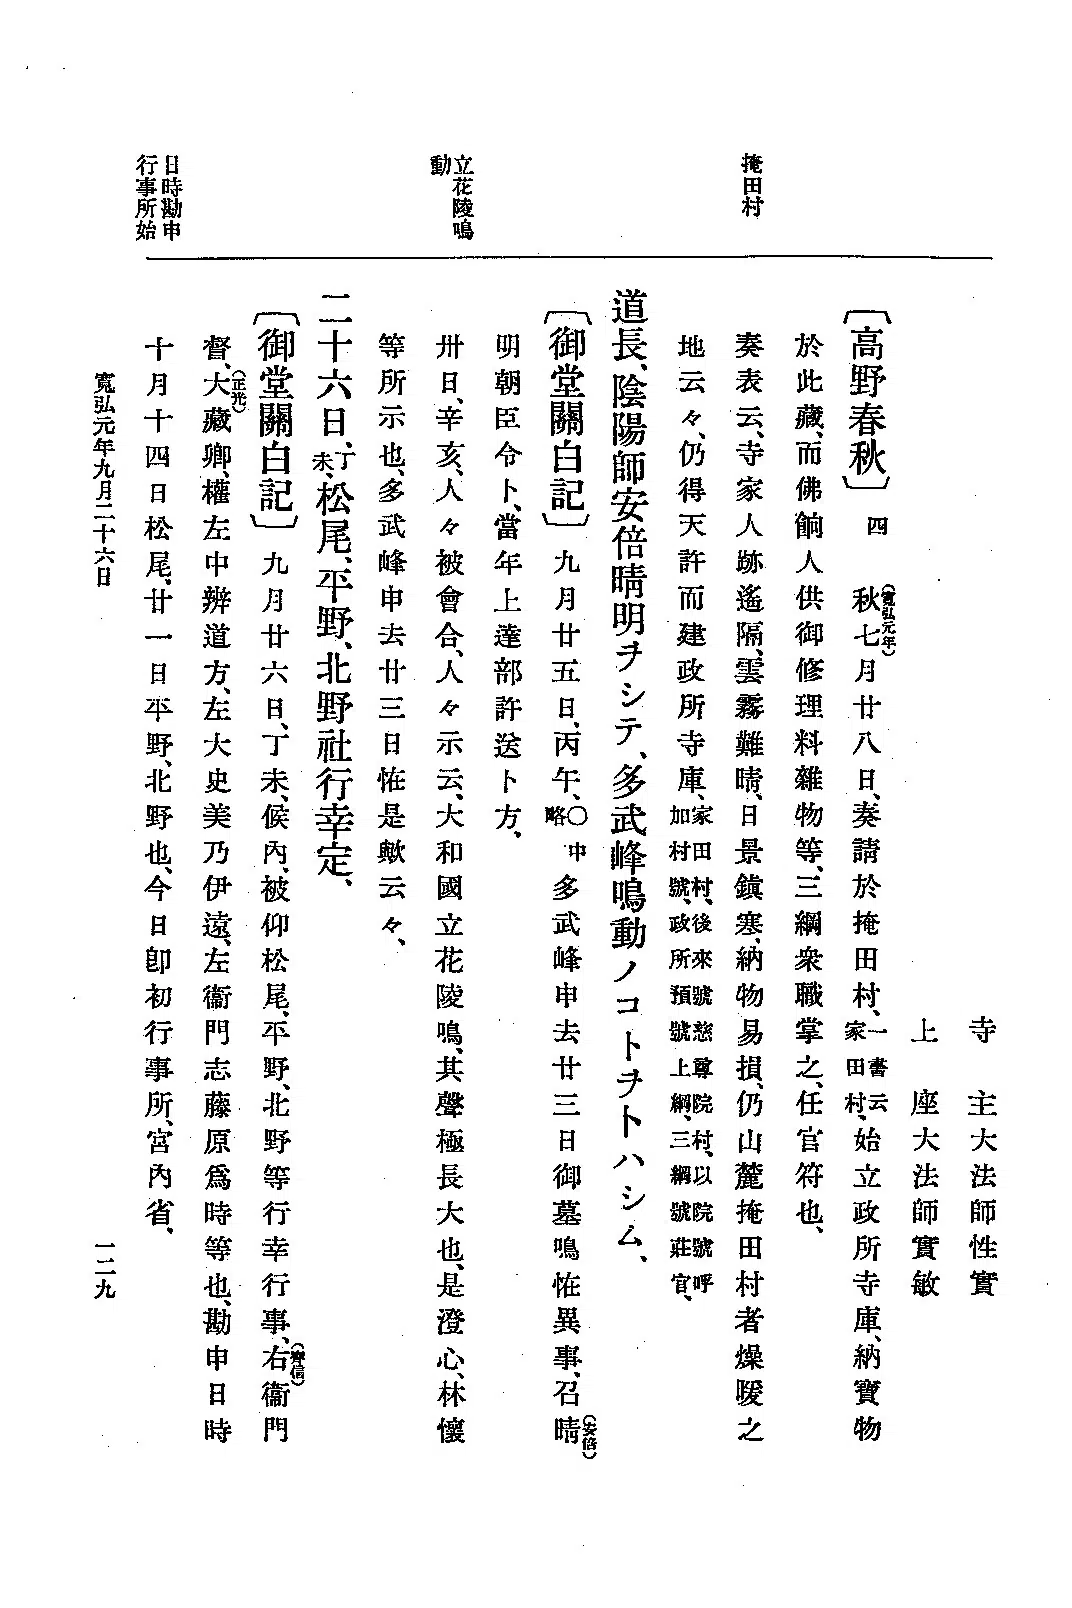 掩田村
立花陵鳴
動
日時勘申
行事所始
寺　主大法師性實
上　座大法師實敏
〔高野春秋〕　四　秋（寛弘元年）七月廿八日、奏請於掩田村、一書云家田村、始立政所寺庫、納寶物
於此藏、而佛餉人供御修理料雜物等、三綱衆職掌之、任官符也、
奏表云、寺家人跡遙隔、雲霧難晴、日景鎭塞、納物易損、仍山麓掩田村者燥暖之
地云々、仍得天許而建政所寺庫、家田村、後來號慈尊院村、以院號呼加村號、政所預號上綱、三綱號莊官、
道長、陰陽師安倍晴明ヲシテ、多武峰鳴動ノコトヲトハシム、
〔御堂關白記〕　九月廿五日、丙午、〇中略　多武峰申去廿三日御墓鳴恠異事、召晴（安倍）
明朝臣令卜、當年上達部許送卜方、
卅日、辛亥、人々被會合、人々示云、大和國立花陵鳴、其聲極長大也、是澄心、林懷
等所示也、多武峰申去廿三日恠是歟云々、
二十六日、丁未、松尾、平野、北野社行幸定、
〔御堂關白記〕　九月廿六日、丁未、候内、被仰松尾、平野、北野等行幸行事、右（齊信）衞門
督、大（正光）藏卿、權左中辨道方、左大史美乃伊遠、左衞門志藤原爲時等也、勘申日時
十月十四日松尾、廿一日平野、北野也、今日卽初行事所、宮内省、
寛弘元年九月二十六日
一二九